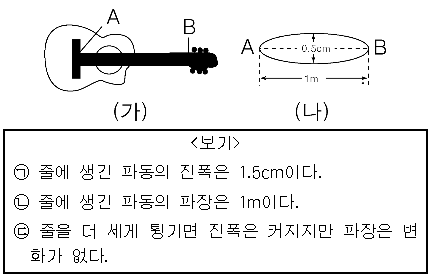 A
B
A
0.5cm
B
1m
(가)
(나)
<보기>
㉠ 줄에 생긴 파동의 진폭은 1.5cm이다.
㉡ 줄에 생긴 파동의 파장은 1m이다.
㉢ 줄을 더 세게 튕기면 진폭은 커지지만 파장은 변
화가 없다.